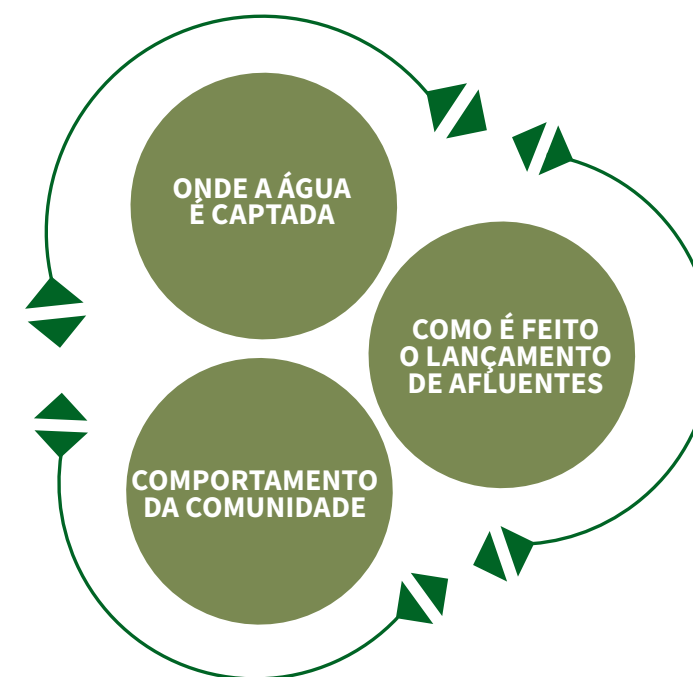 ONDE A ÁGUA
É CAPTADA
COMO É FEITO
O LANÇAMENTO
DE AFLUENTES
COMPORTAMENTO
DA COMUNIDADE